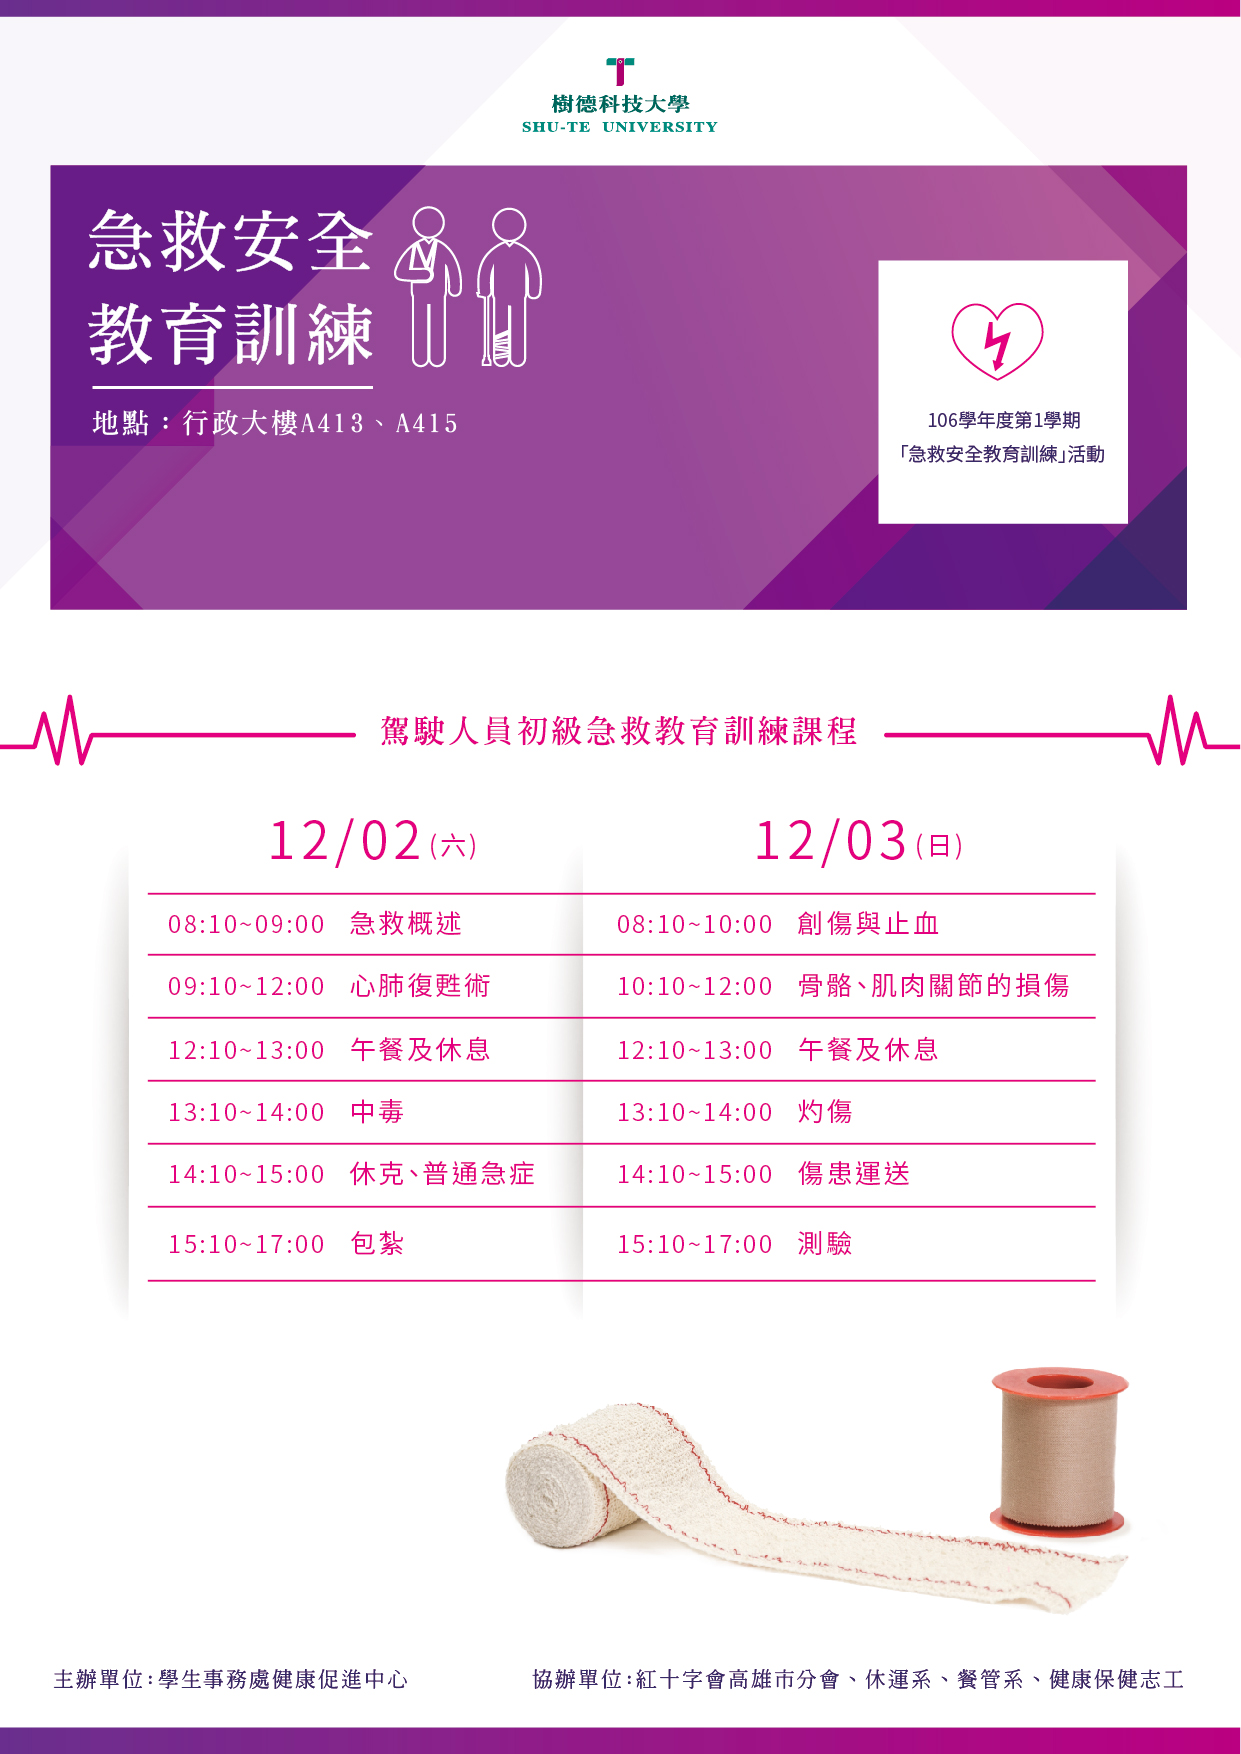 樹德科技大學
SHU-TE UNIVERSITY
急救安全
教育訓練
地點：行政大樓A413、A415
106學年度第1學期
「急救安全教育訓練」活動
駕駛人員初級急救教育訓練課程
12/02(六)
08:10~09:00 急救概述
09:10~12:00 心肺復甦術
12:10~13:00 午餐及休息
13:10~14:00 中毒
14:10~15:00 休克、普通急症
15:10~17:00 包紮
12/03(日)
08:10~10:00 創傷與止血
10:10~12:00 骨骼、肌肉關節的損傷
12:10~13:00 午餐及休息
13:10~14:00 灼傷
14:10~15:00 傷患運送
15:10~17:00 測驗
主辦單位:學生事務處健康促進中心
協辦單位:紅十字會高雄市分會、休運系、餐管系、健康保健志工